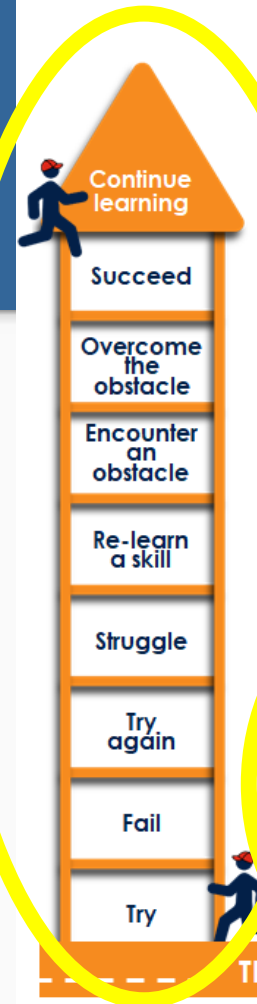 Continue
learning
Succeed
Overcome
the
obstacle
Encounter
an
obstacle
Re-learn
a skill
Struggle
Try
again
Fail
Try